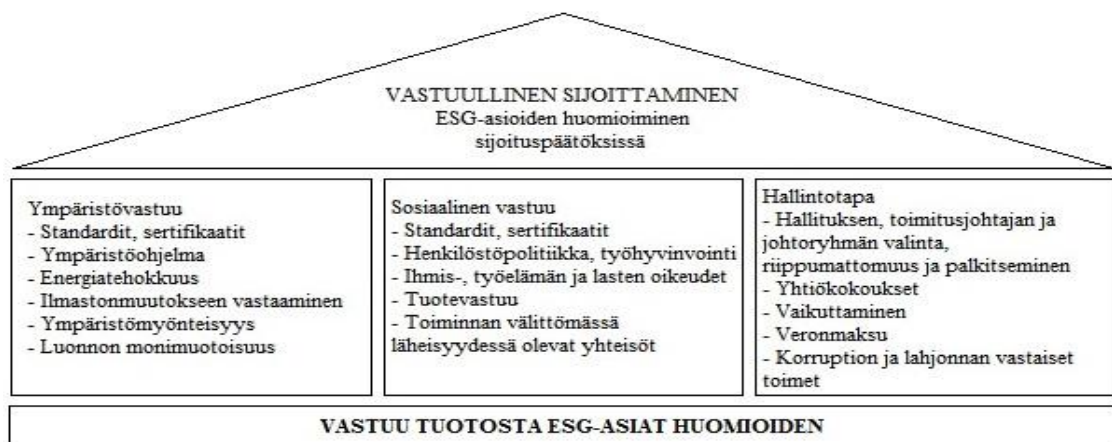 VASTUULLINEN SIJOITTAMINEN
ESG-asioiden huomioiminen
sijoituspäätöksissä
Ympäristövastuu
- Standardit, sertifikaatit
- Ympäristöohjelma
- Energiatehokkuus
- Ilmastonmuutokseen vastaaminen
- Ympäristömyönteisyys
- Luonnon monimuotoisuus
Sosiaalinen vastuu
- Standardit, sertifikaatit
- Henkilöstöpolitiikka, työhyvinvointi
- Ihmis-, työelämän ja lasten oikeudet
- Tuotevastuu
- Toiminnan välittömässä
läheisyydessä olevat yhteisöt
Hallintotapa
- Hallituksen, toimitusjohtajan ja
johtoryhmän valinta,
riippumattomuus ja palkitseminen
- Yhtiökokoukset
- Vaikuttaminen
- Veronmaksu
- Korruption ja lahjonnan vastaiset
toimet
VASTUU TUOTOSTA ESG-ASIAT HUOMIOIDEN